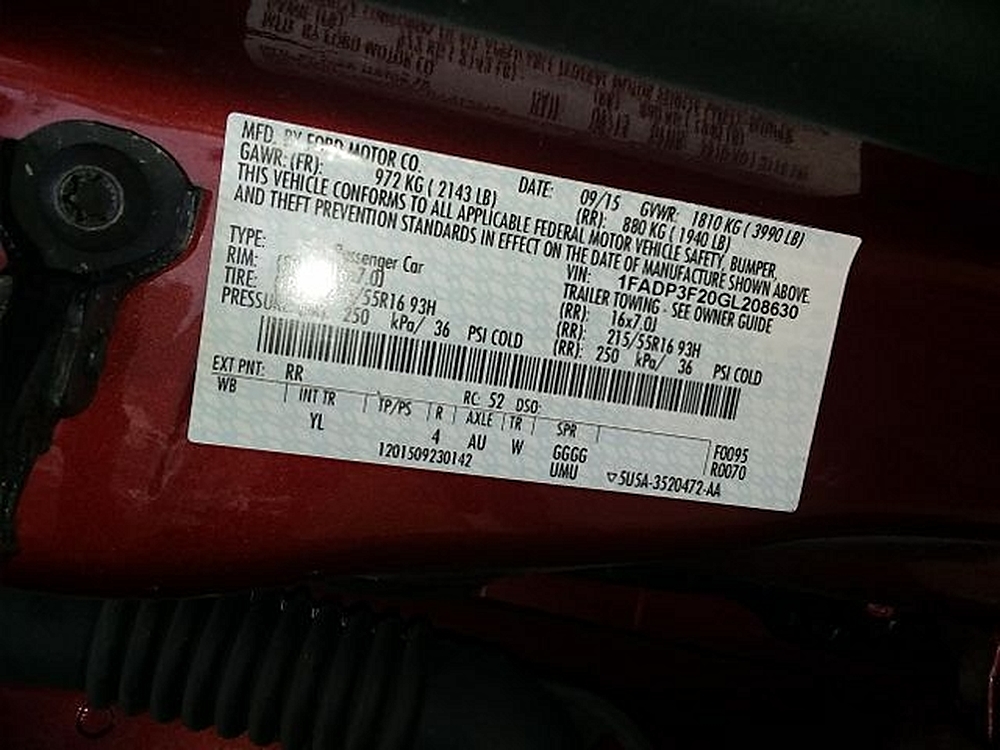 MFD. BY FORD MOTOR CO.
DATE: 09/15 GVWR: 1810 KG ( 3990 LB)
GAWR: (FR): 972 KG ( 2143 LB) (RR): 880 KG ( 1940 LB)
THIS VEHICLE CONFORMS TO ALL APPLICABLE FEDERAL MOTOR VEHICLE SAFETY, BUMPER,
AND THEFT PREVENTION STANDARDS IN EFFECT ON THE DATE OF MANUFACTURE SHOWN ABOVE.
VIN: 1FADP3F20GL208630
TYPE: Passenger Car TRAILER TOWING - SEE OWNER GUIDE
RIM: (RR): 16x7.0J
TIRE: /55R16 93H (RR): 215/55R16 93H
250 kPa/ 36 PSI COLD (RR): 250 kPa/ 36 PSI COLD
EXT PNT: RR RC: 52 DSO:
WB INT TR TP/PS R AXLE TR SPR
YL 4 AU W GGGG F0095
UMU R0070
1201509230142 ▽5U5A-3520472-AA